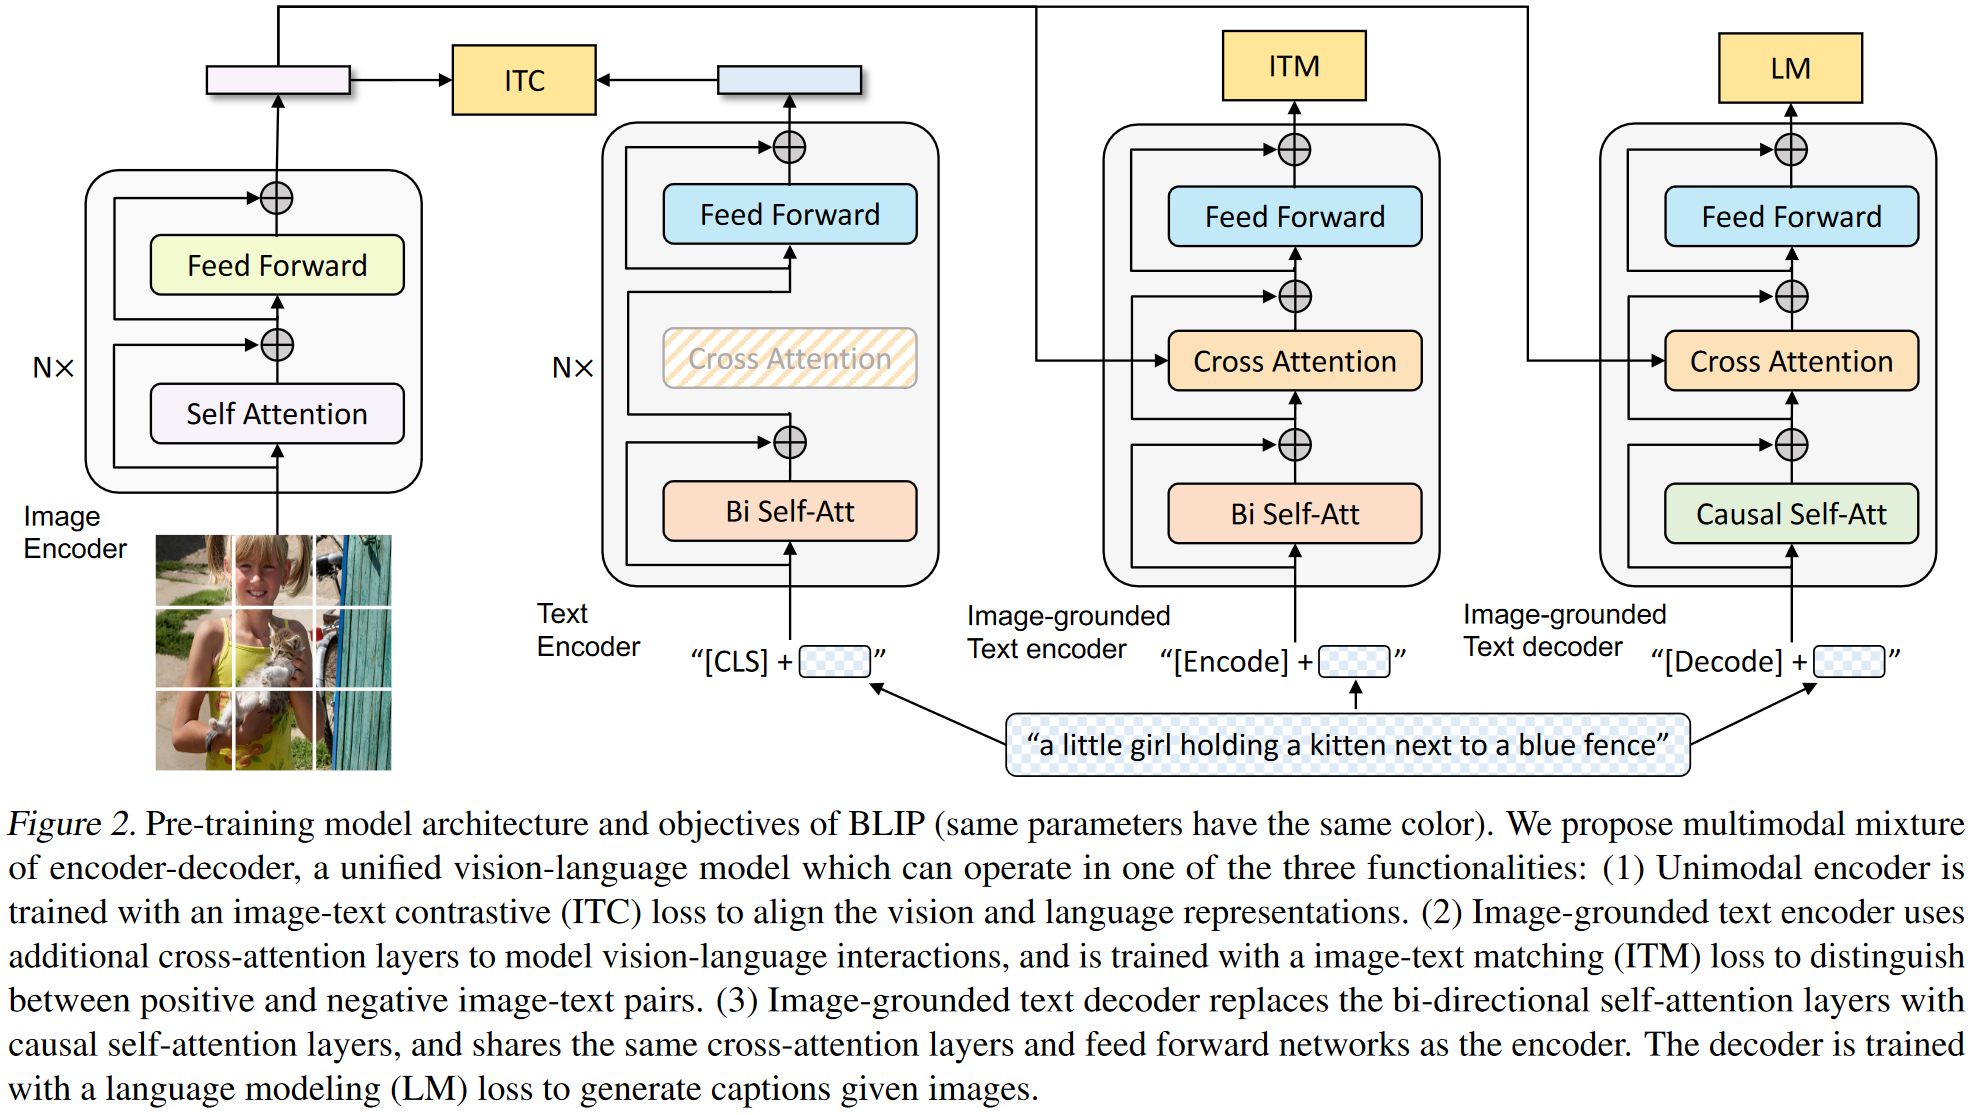 ITC
ITM
LM
Feed Forward
Feed Forward
Feed Forward
Feed Forward
N×
Cross Attention
N×
Cross Attention
Cross Attention
Self Attention
Bi Self-Att
Bi Self-Att
Causal Self-Att
Image
Encoder
Text
Encoder
Image-grounded
Text encoder
Image-grounded
Text decoder
“[CLS] + ”
“[Encode] + ”
“[Decode] + ”
“a little girl holding a kitten next to a blue fence”
Figure 2. Pre-training model architecture and objectives of BLIP (same parameters have the same color). We propose multimodal mixture
of encoder-decoder, a unified vision-language model which can operate in one of the three functionalities: (1) Unimodal encoder is
trained with an image-text contrastive (ITC) loss to align the vision and language representations. (2) Image-grounded text encoder uses
additional cross-attention layers to model vision-language interactions, and is trained with a image-text matching (ITM) loss to distinguish
between positive and negative image-text pairs. (3) Image-grounded text decoder replaces the bi-directional self-attention layers with
causal self-attention layers, and shares the same cross-attention layers and feed forward networks as the encoder. The decoder is trained
with a language modeling (LM) loss to generate captions given images.